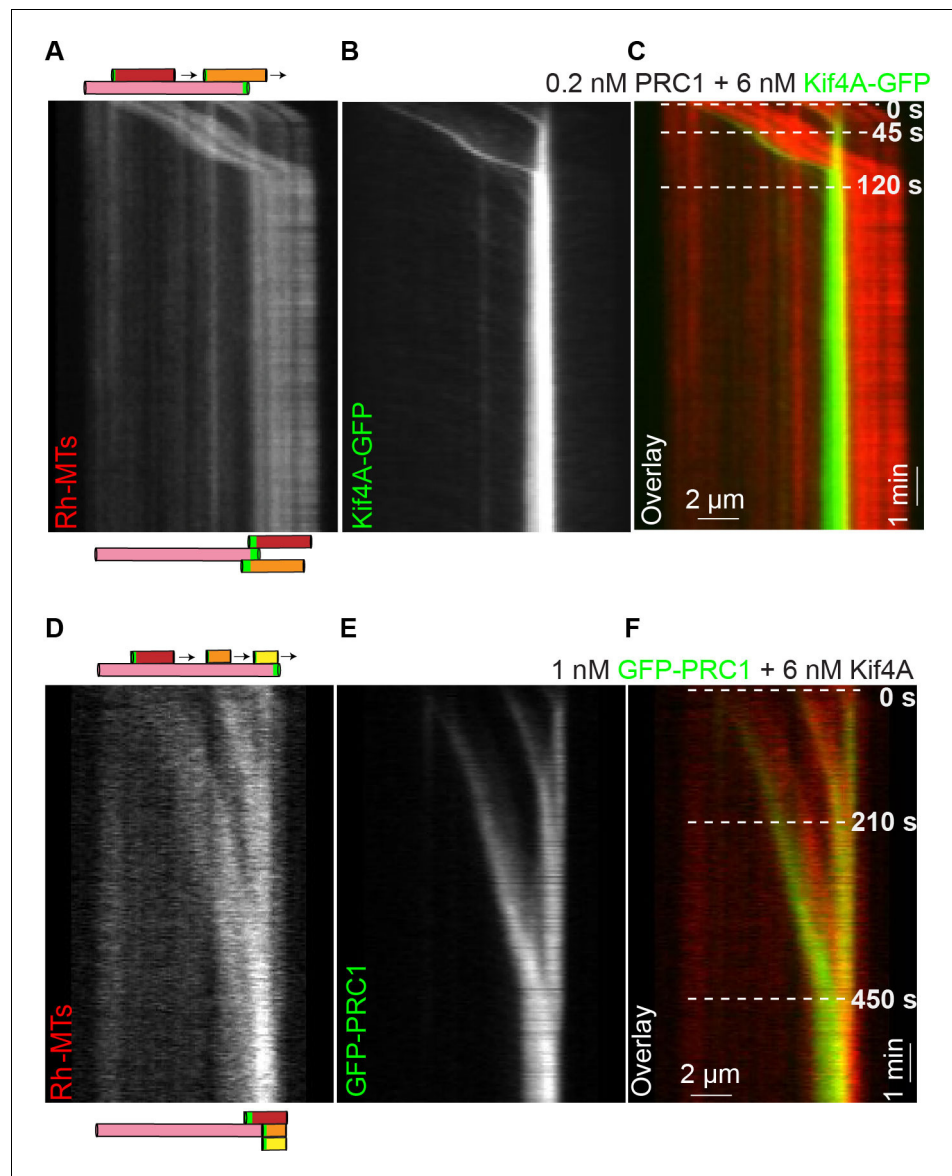 A
B
C
0.2 nM PRC1 + 6 nM Kif4A-GFP
0 s
45 s
120 s
Rh-MTs
Kif4A-GFP
Overlay
2 µm
1 min
D
E
F
1 nM GFP-PRC1 + 6 nM Kif4A
0 s
210 s
450 s
Rh-MTs
GFP-PRC1
Overlay
2 µm
1 min